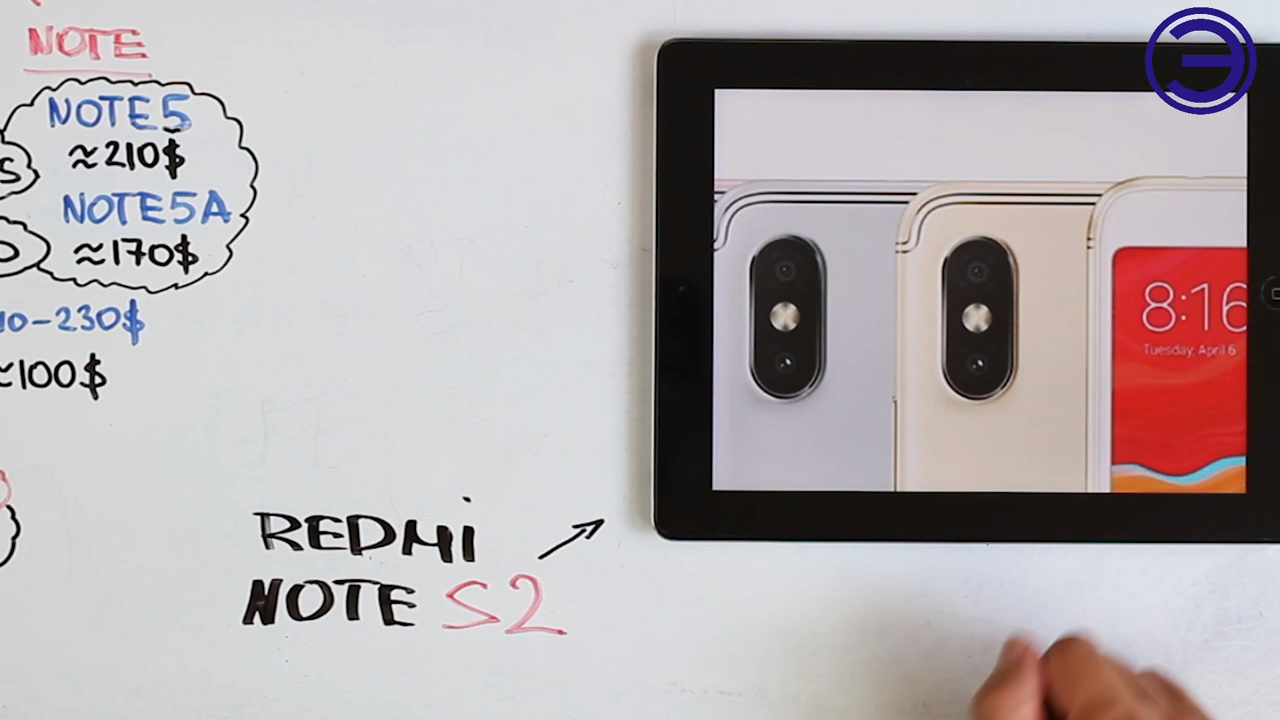 NOTE
NOTE5
≈210$
NOTE5A
≈170$
10-230$
≈100$
REDMi
NOTE S2
8:16
Tuesday, April 6
Э